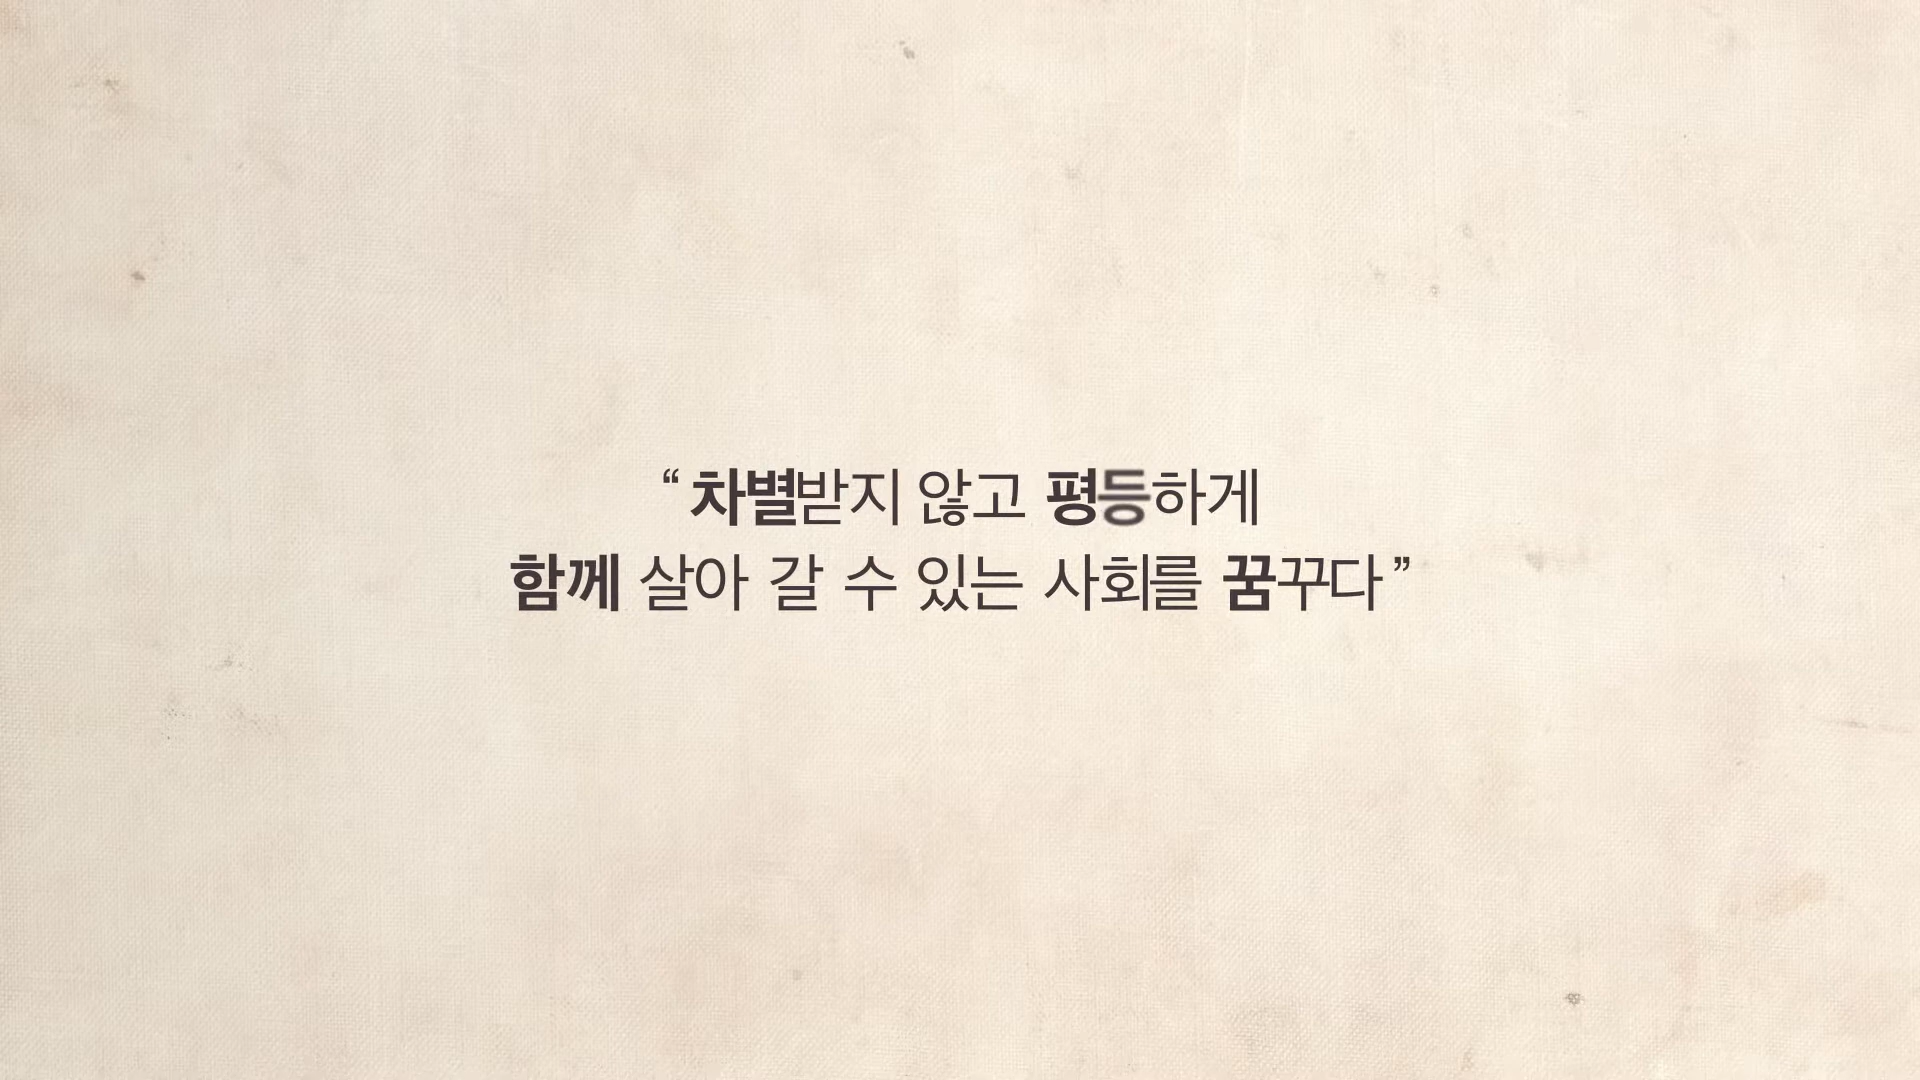 “ 차별받지 않고 평등하게
함께 살아 갈 수 있는 사회를 꿈꾸다 ”